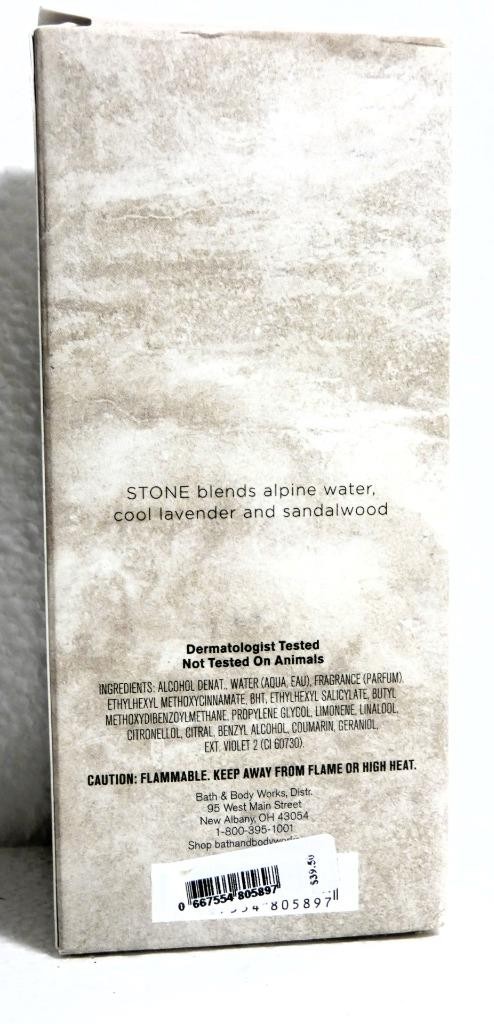 STONE blends alpine water,
cool lavender and sandalwood
Dermatologist Tested
Not Tested On Animals
INGREDIENTS: ALCOHOL DENAT., WATER (AQUA, EAU), FRAGRANCE (PARFUM),
ETHYLHEXYL METHOXYCINNAMATE, BHT, ETHYLHEXYL SALICYLATE, BUTYL
METHOXYDIBENZOYLMETHANE, PROPYLENE GLYCOL, LIMONENE, LINALOOL,
CITRONELLOL, CITRAL, BENZYL ALCOHOL, COUMARIN, GERANIOL,
EXT. VIOLET 2 (CI 60730).
CAUTION: FLAMMABLE. KEEP AWAY FROM FLAME OR HIGH HEAT.
Bath & Body Works, Distr.
95 West Main Street
New Albany, OH 43054
1-800-395-1001
Shop
$39.50
0 667554 805897
805897